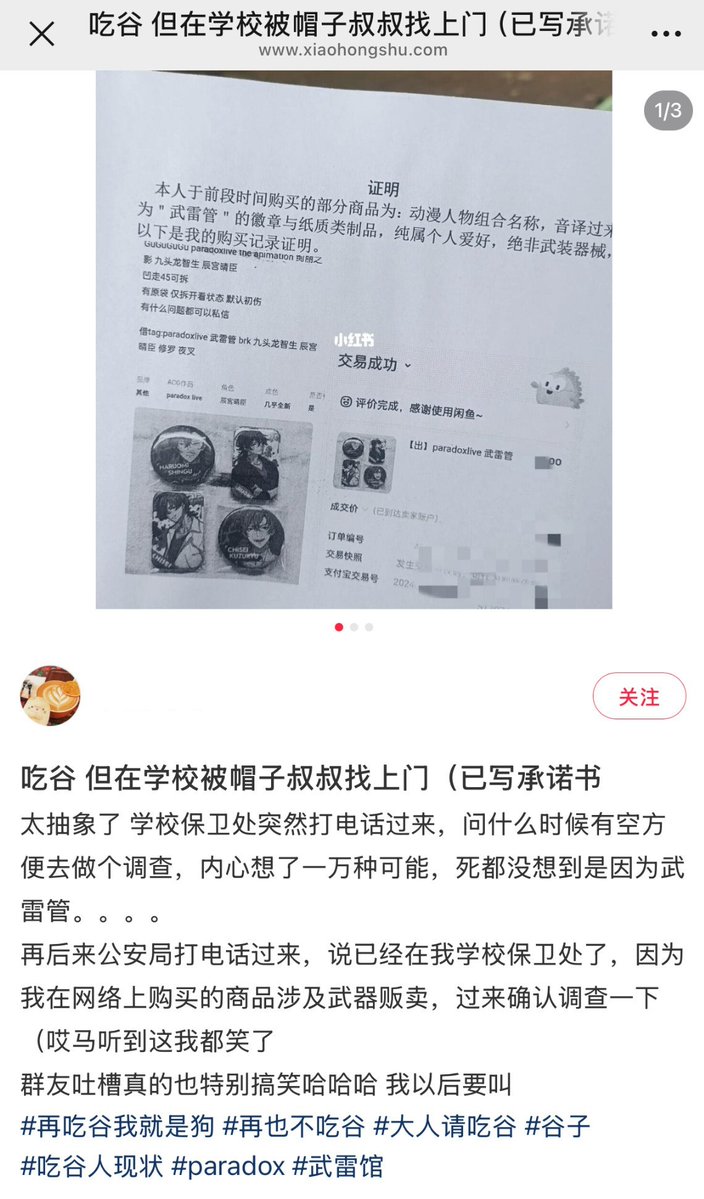 吃谷 但在学校被帽子叔叔找上门（已写承诺
www.xiaohongshu.com
1/3
证明
本人于前段时间购买的部分商品为：动漫人物组合名称，音译过来
为"武雷管"的徽章与纸质类制品，纯属个人爱好，绝非武装器械，
以下是我的购买记录证明。
GUGUGUGU paradoxlive the animation
影 九头龙智生 辰宫晴臣
凹走45可拆
有原袋 仅拆开看状态 默认初伤
有什么问题都可以私信
借tag:paradoxlive 武雷管 brk 九头龙智生 辰宫
晴臣 修罗 夜叉
小红书
交易成功
品牌 ACG作品 角色 成色 是否
其他 paradox live 辰宫晴臣 几乎全新 是
评价完成，感谢使用闲鱼~
【出】paradoxlive 武雷管
00
HARUOMI
SHINGU
CHISEI
KUZURYU
成交价 (已到达卖家账户)
订单编号
交易快照
发生
支付宝交易号
2024
关注
吃谷 但在学校被帽子叔叔找上门（已写承诺书
太抽象了 学校保卫处突然打电话过来，问什么时候有空方
便去做个调查，内心想了一万种可能，死都没想到是因为武
雷管。。。。
再后来公安局打电话过来，说已经在我学校保卫处了，因为
我在网络上购买的商品涉及武器贩卖，过来确认调查一下
（哎马听到这我都笑了
群友吐槽真的也特别搞笑哈哈哈 我以后要叫
#再吃谷我就是狗 #再也不吃谷 #大人请吃谷 #谷子
#吃谷人现状 #paradox #武雷馆